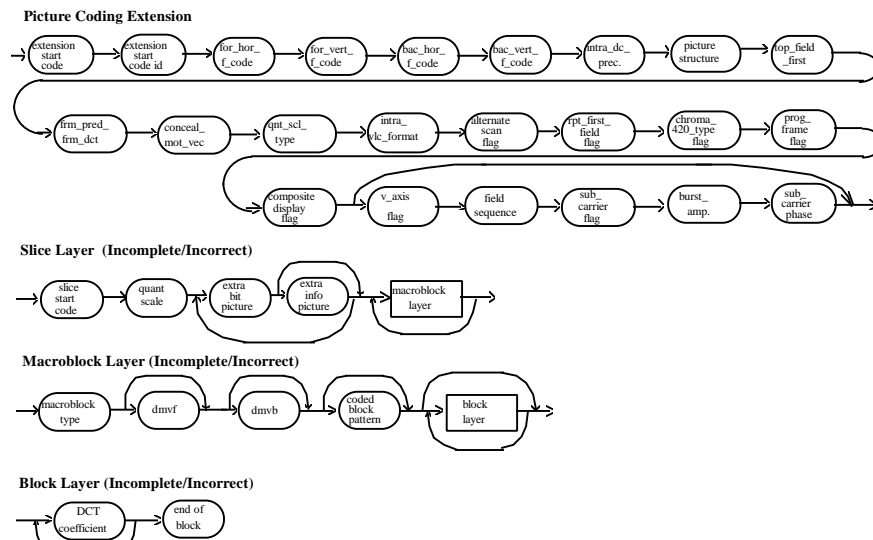 Picture Coding Extension
extension start code
extension start code id
for_hor_ f_code
for_vert_ f_code
bac_hor_ f_code
bac_vert_ f_code
intra_dc_ prec.
picture structure
top_field _first
frm_pred_ frm_dct
conceal_ mot_vec
qnt_scl_ type
intra_ vlc_format
alternate scan flag
rpt_first_ field flag
chroma_ 420_type flag
prog_ frame flag
composite display flag
v_axis flag
field sequence
sub_ carrier flag
burst_ amp.
sub_ carrier phase
Slice Layer (Incomplete/Incorrect)
slice start code
quant scale
extra bit picture
extra info picture
macroblock layer
Macroblock Layer (Incomplete/Incorrect)
macroblock type
dmvf
dmvb
coded block pattern
block layer
Block Layer (Incomplete/Incorrect)
DCT coefficient
end of block